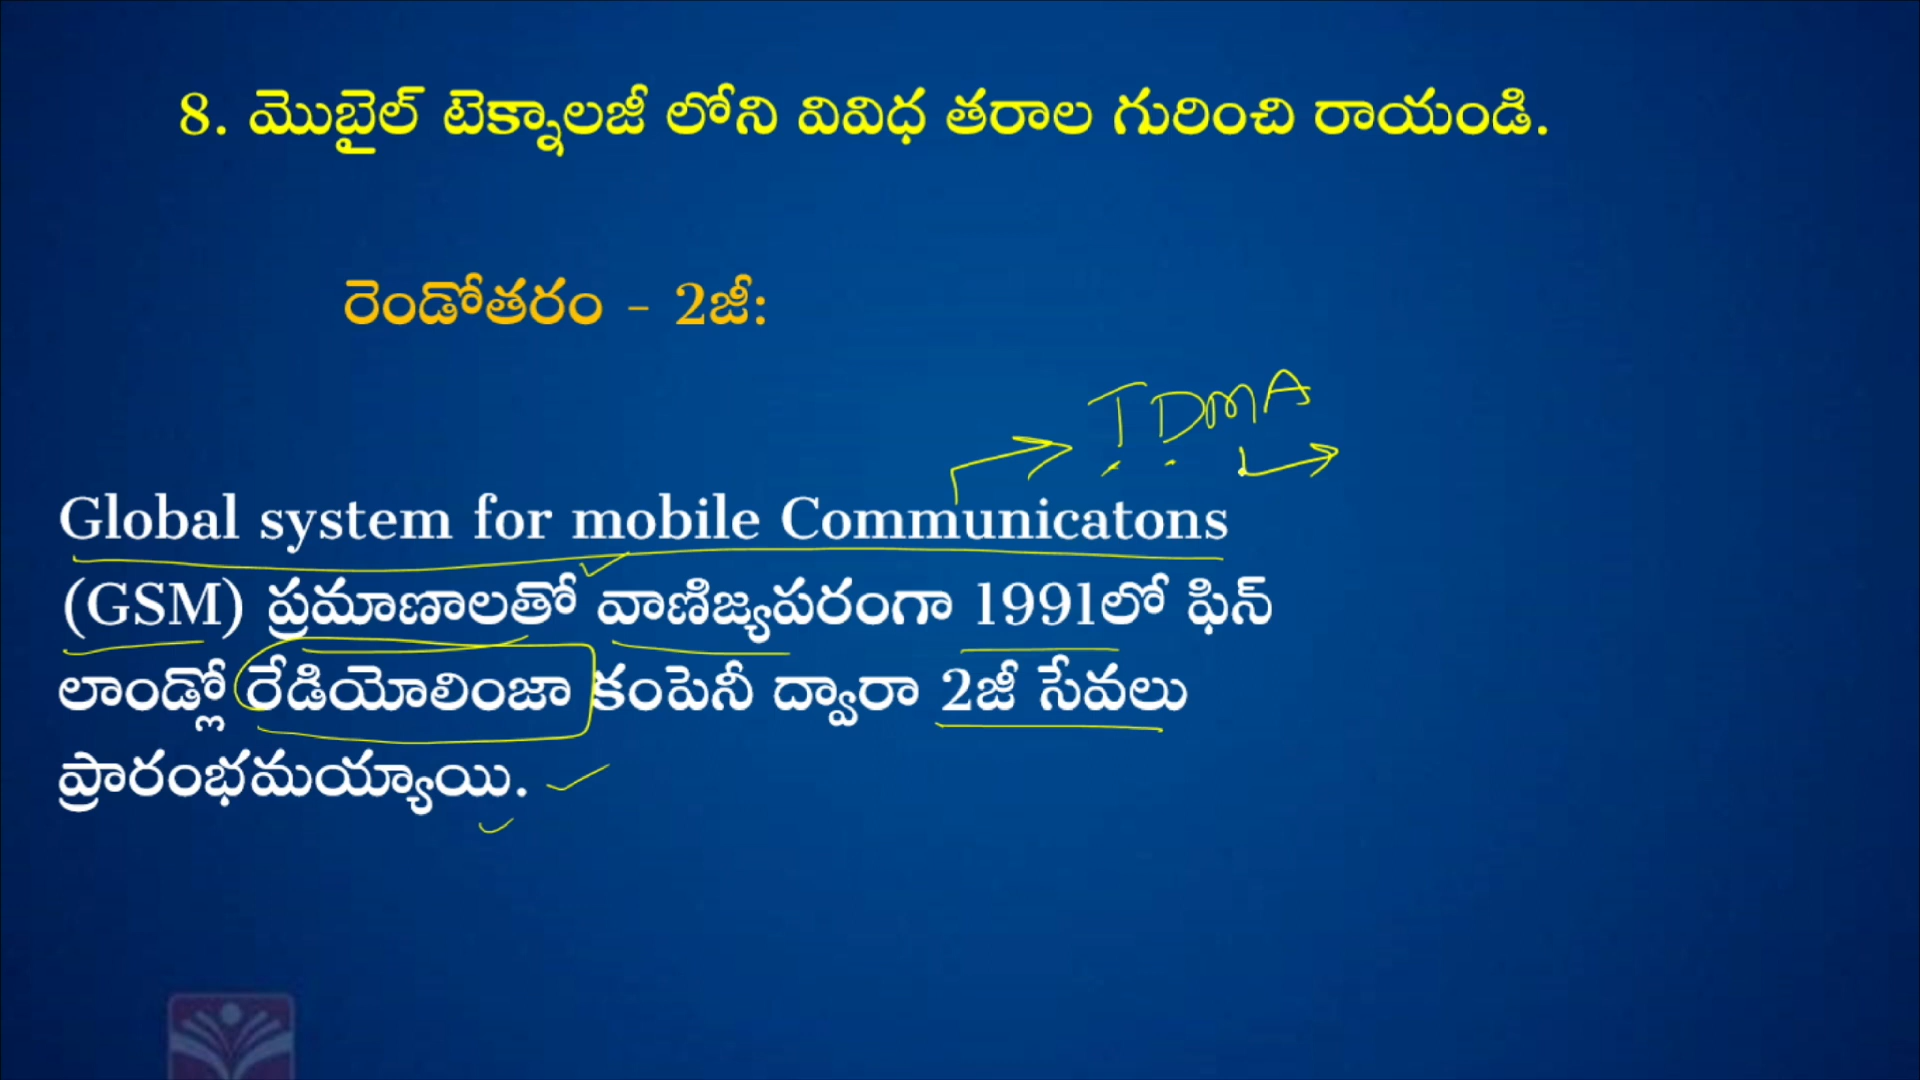 8. మొబైల్ టెక్నాలజీ లోని వివిధ తరాల గురించి రాయండి.
రెండోతరం - 2జీ:
TDMA
Global system for mobile Communicatons
(GSM) ప్రమాణాలతో వాణిజ్యపరంగా 1991లో ఫిన్
లాండ్లో రేడియోలింజా కంపెనీ ద్వారా 2జీ సేవలు
ప్రారంభమయ్యాయి.